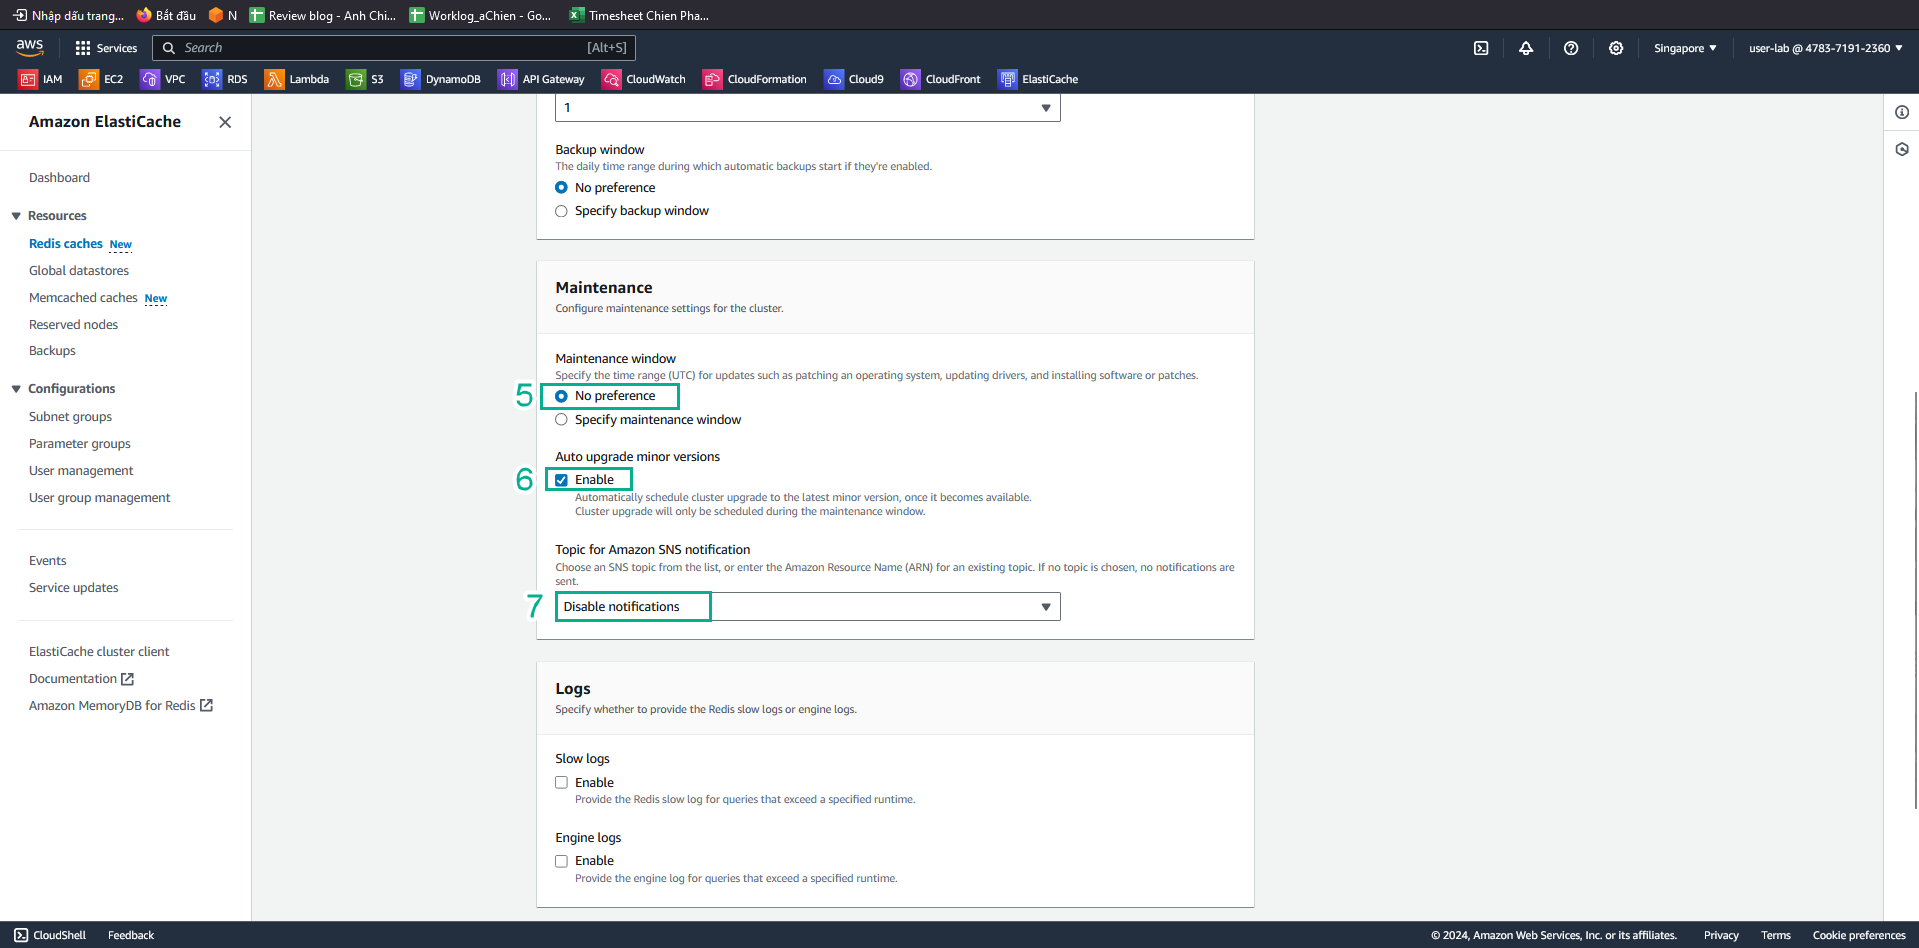 Nhập dấu trang...
Bắt đầu
N
Review blog - Anh Chi...
Worklog_aChien - Go...
Timesheet Chien Pha...
aws
Services
Search
[Alt+S]
Singapore
user-lab @ 4783-7191-2360
IAM
EC2
VPC
RDS
Lambda
S3
DynamoDB
API Gateway
CloudWatch
CloudFormation
Cloud9
CloudFront
ElastiCache
Amazon ElastiCache
Dashboard
Resources
Redis caches New
Global datastores
Memcached caches New
Reserved nodes
Backups
Configurations
Subnet groups
Parameter groups
User management
User group management
Events
Service updates
ElastiCache cluster client
Documentation
Amazon MemoryDB for Redis
1
Backup window
The daily time range during which automatic backups start if they're enabled.
No preference
Specify backup window
Maintenance
Configure maintenance settings for the cluster.
Maintenance window
Specify the time range (UTC) for updates such as patching an operating system, updating drivers, and installing software or patches.
5 No preference
Specify maintenance window
Auto upgrade minor versions
6 Enable
Automatically schedule cluster upgrade to the latest minor version, once it becomes available.
Cluster upgrade will only be scheduled during the maintenance window.
Topic for Amazon SNS notification
Choose an SNS topic from the list, or enter the Amazon Resource Name (ARN) for an existing topic. If no topic is chosen, no notifications are
sent.
7 Disable notifications
Logs
Specify whether to provide the Redis slow logs or engine logs.
Slow logs
Enable
Provide the Redis slow log for queries that exceed a specified runtime.
Engine logs
Enable
Provide the engine log for queries that exceed a specified runtime.
CloudShell
Feedback
© 2024, Amazon Web Services, Inc. or its affiliates.
Privacy
Terms
Cookie preferences